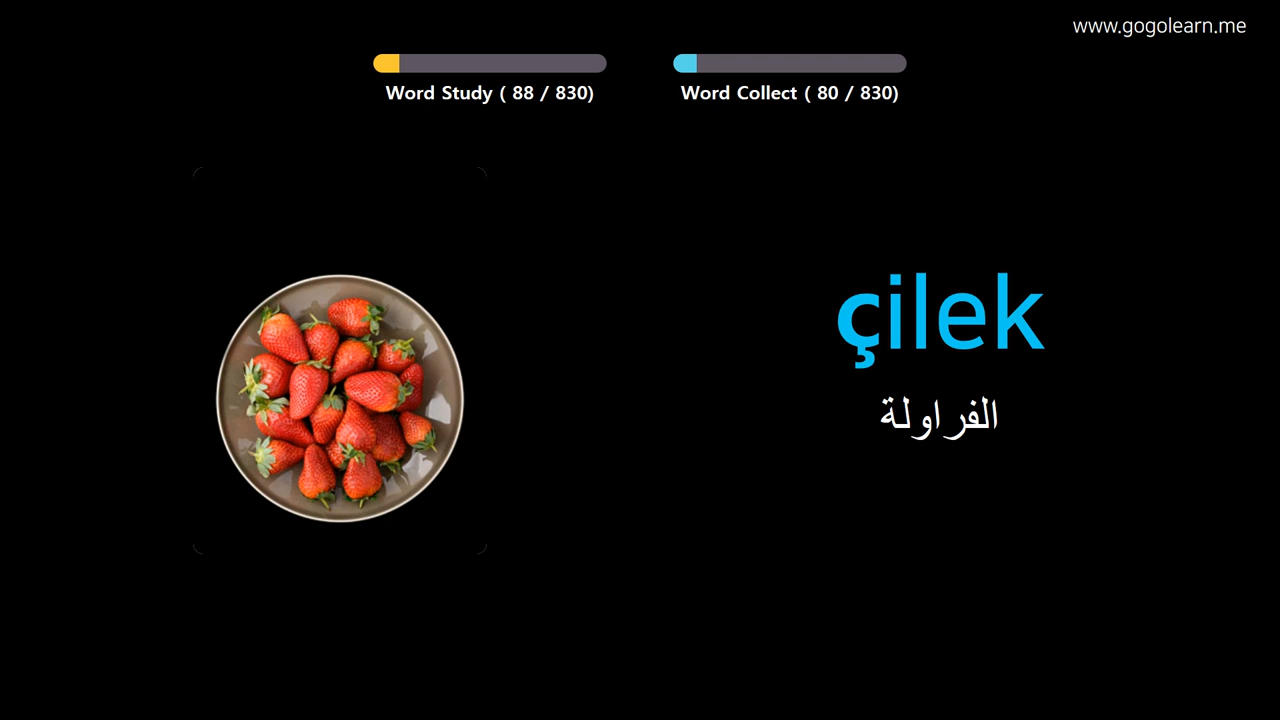 www.gogolearn.me
Word Study ( 88 / 830)
Word Collect ( 80 / 830)
çilek
الفراولة